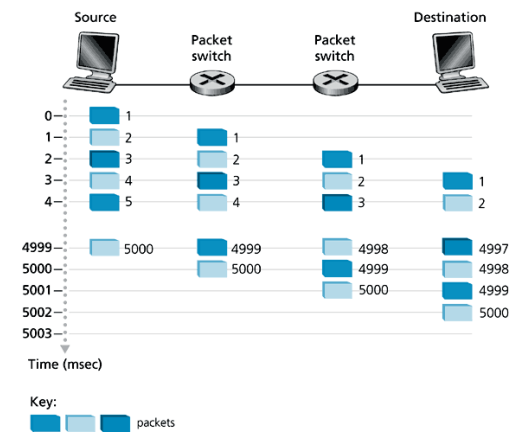 Source
Destination
Packet switch
Packet switch
0 1
1 2 1
2 3 2 1
3 4 3 2 1
4 5 4 3 2
4999 5000 4999 4998 4997
5000 5000 4999 4998
5001 5000 4999
5002 5000
5003
Time (msec)
Key:
packets